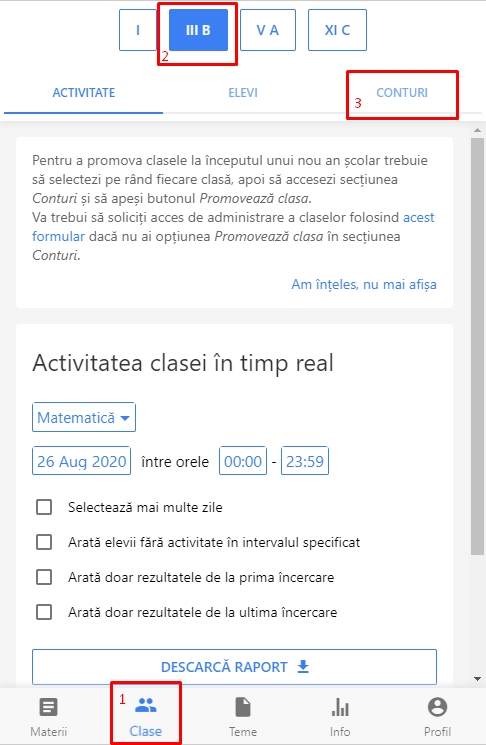 I
III B
V A
XI C
2
ACTIVITATE
ELEVI
3
CONTURI
Pentru a promova clasele la începutul unui nou an școlar trebuie
să selectezi pe rând fiecare clasă, apoi să accesezi secțiunea
Conturi și să apeși butonul Promovează clasa.
Va trebui să soliciți acces de administrare a claselor folosind acest
formular dacă nu ai opțiunea Promovează clasa în secțiunea
Conturi.
Am înțeles, nu mai afișa
Activitatea clasei în timp real
Matematică
26 Aug 2020 între orele 00:00 - 23:59
Selectează mai multe zile
Arată elevii fără activitate în intervalul specificat
Arată doar rezultatele de la prima încercare
Arată doar rezultatele de la ultima încercare
DESCARCĂ RAPORT
1
Materii
Clase
Teme
Info
Profil